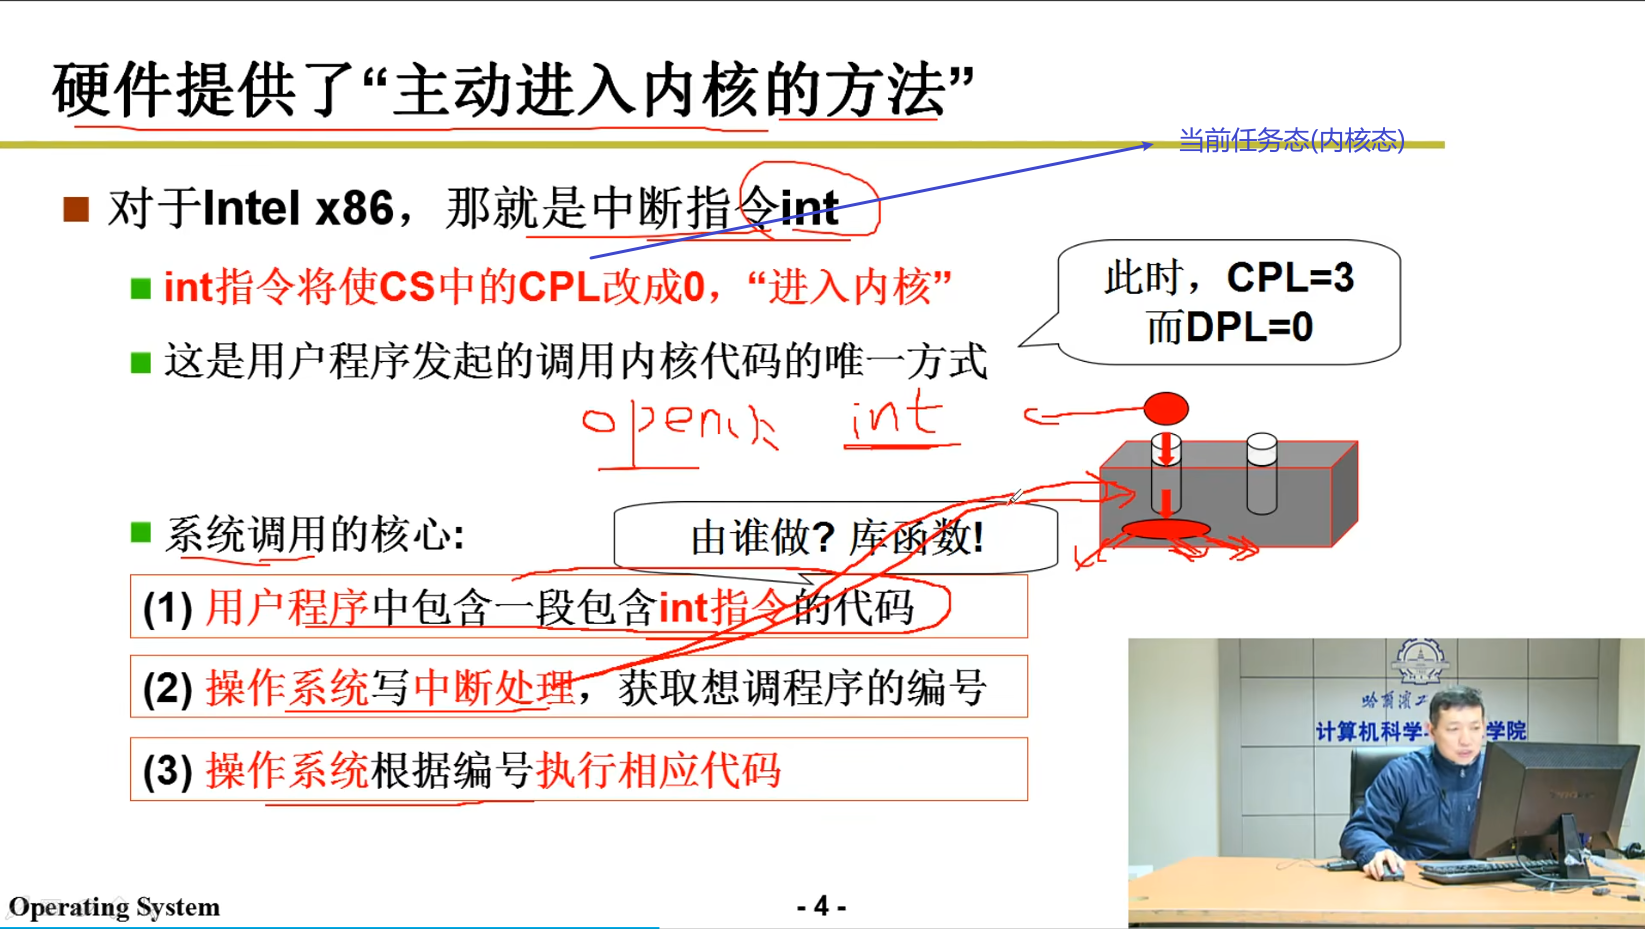 硬件提供了“主动进入内核的方法”
当前任务态(内核态)
对于Intel x86，那就是中断指令int
int指令将使CS中的CPL改成0，“进入内核”
此时，CPL=3
而DPL=0
这是用户程序发起的调用内核代码的唯一方式
open() int
系统调用的核心:
由谁做? 库函数!
(1) 用户程序中包含一段包含int指令的代码
(2) 操作系统写中断处理，获取想调程序的编号
(3) 操作系统根据编号执行相应代码
计算机科学
学院
Operating System
- 4 -